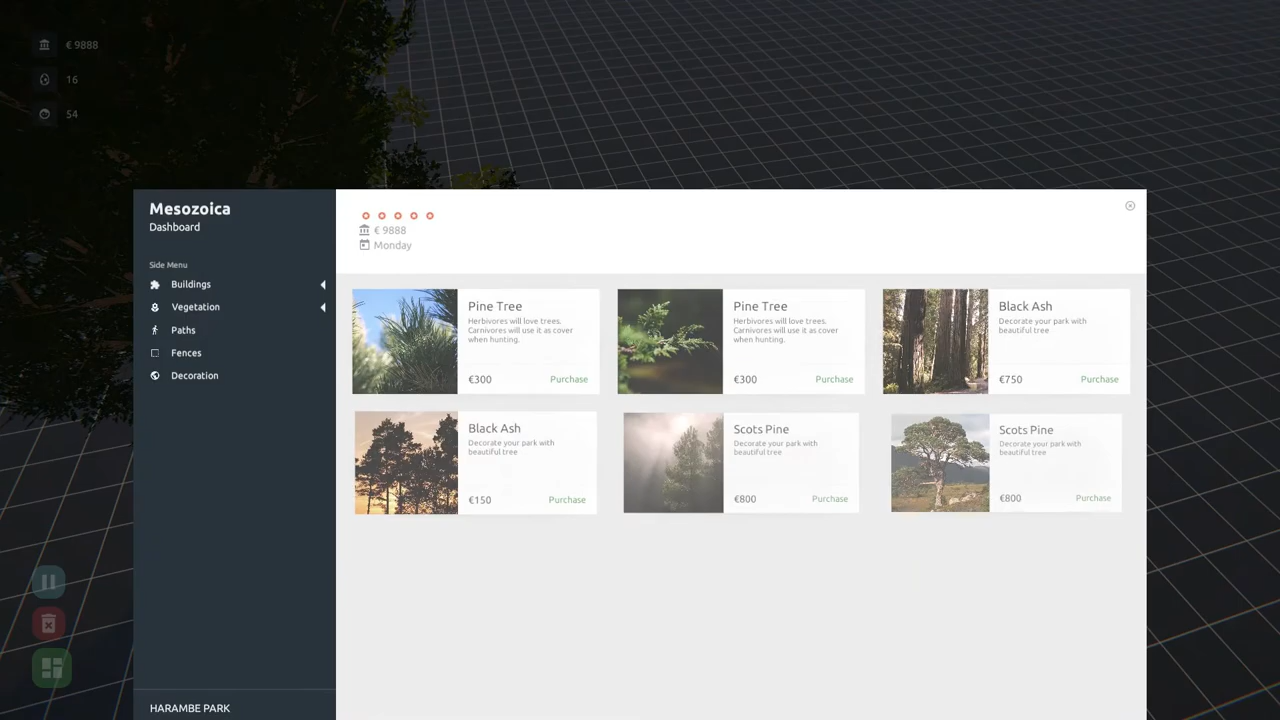 € 9888
16
54
Mesozoica
Dashboard
Side Menu
Buildings
Vegetation
Paths
Fences
Decoration
HARAMBE PARK
€ 9888
Monday
Pine Tree
Herbivores will love trees.
Carnivores will use it as cover
when hunting.
€300
Purchase
Pine Tree
Herbivores will love trees.
Carnivores will use it as cover
when hunting.
€300
Purchase
Black Ash
Decorate your park with
beautiful tree
€750
Purchase
Black Ash
Decorate your park with
beautiful tree
€150
Purchase
Scots Pine
Decorate your park with
beautiful tree
€800
Purchase
Scots Pine
Decorate your park with
beautiful tree
€800
Purchase